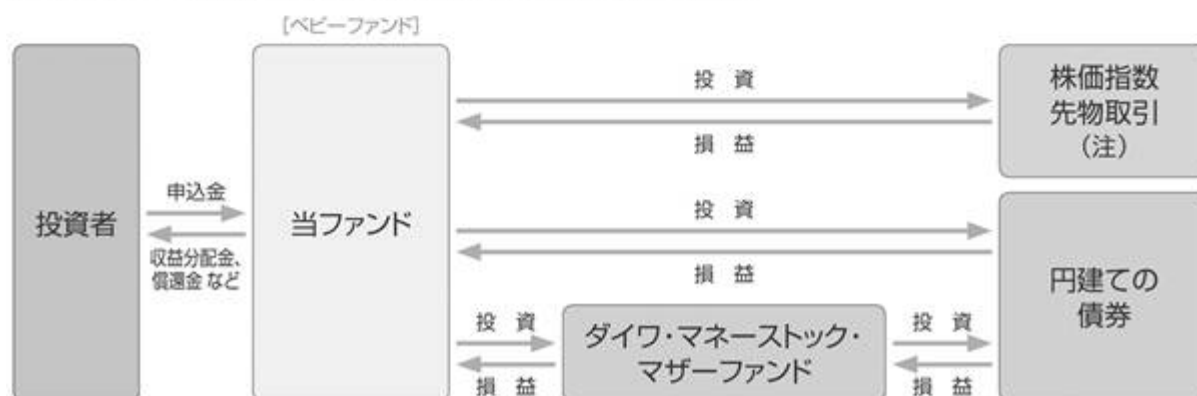 [ベビーファンド]
投資者
申込金
収益分配金、
償還金 など
当ファンド
投 資
損 益
株価指数
先物取引
(注)
投 資
損 益
円建ての
債券
投 資
損 益
ダイワ・マネーストック・
マザーファンド
投 資
損 益